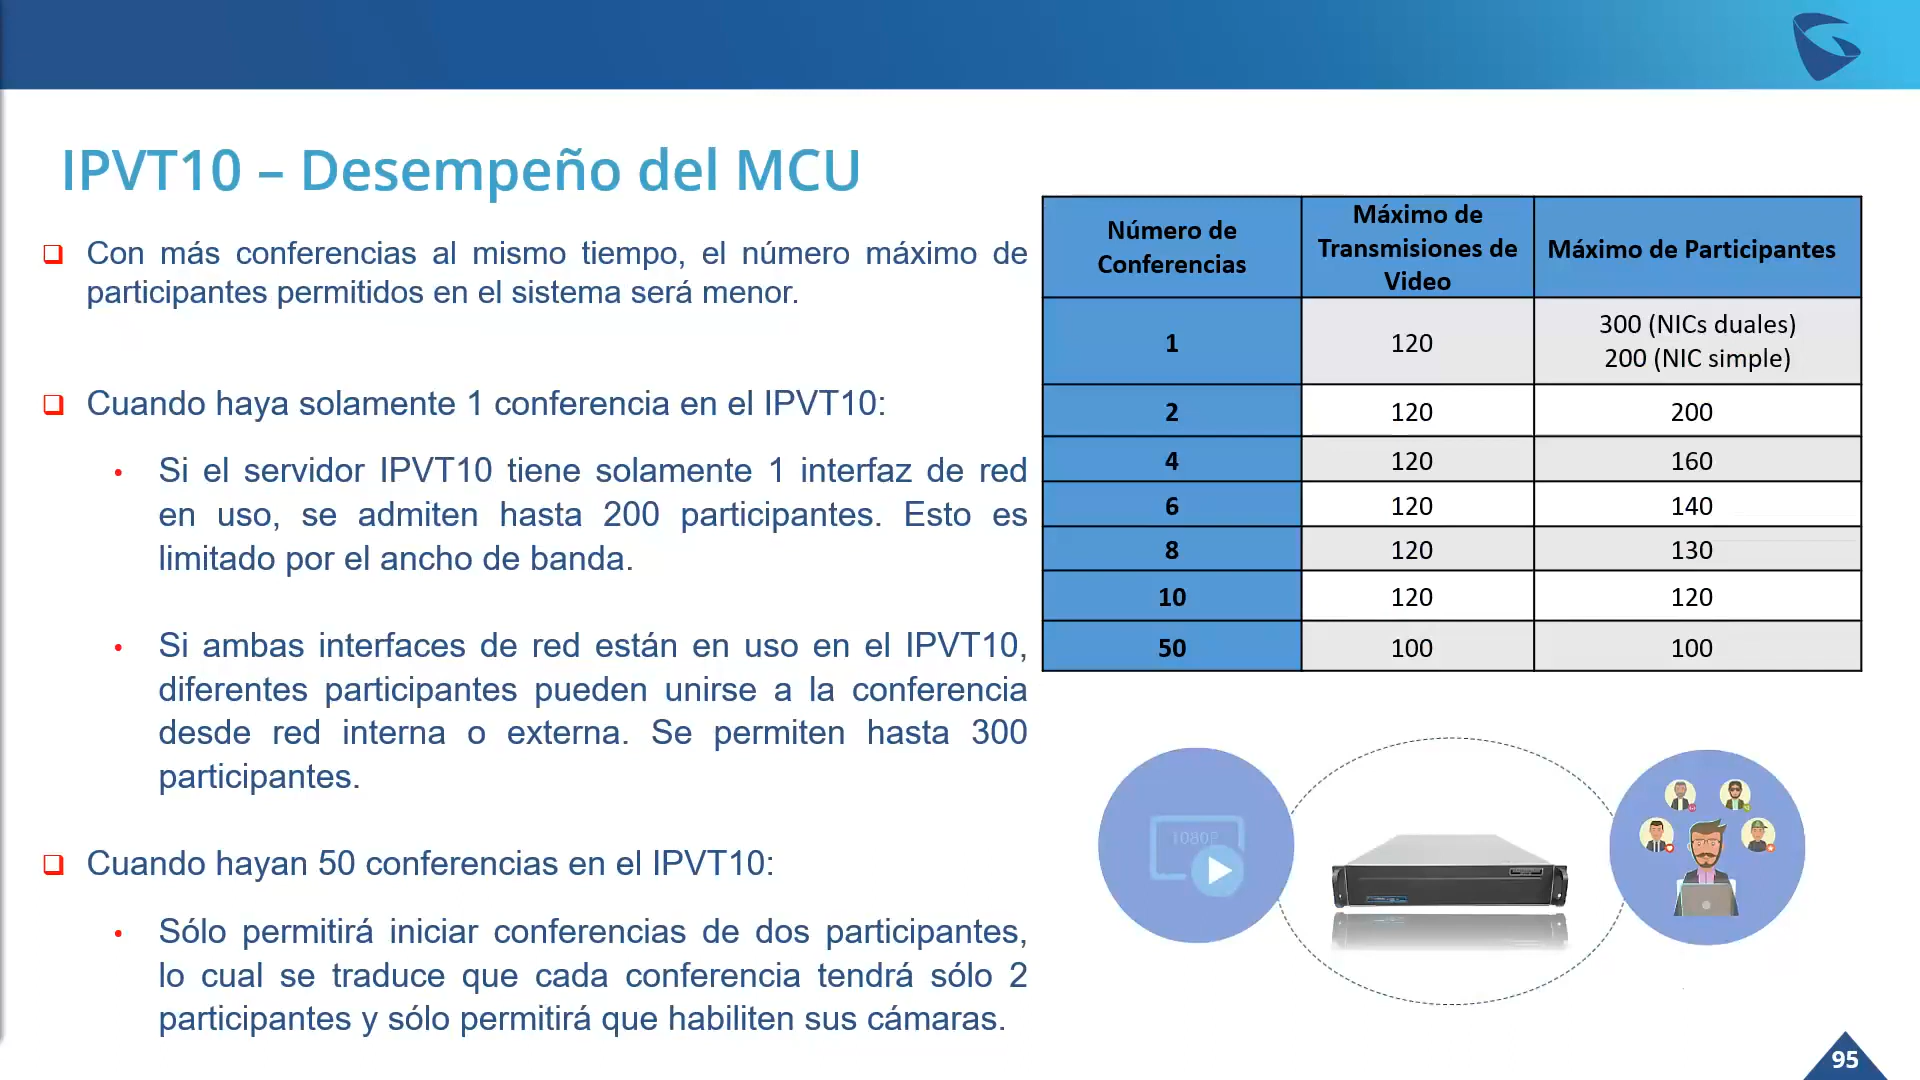 IPVT10 – Desempeño del MCU
Con más conferencias al mismo tiempo, el número máximo de
participantes permitidos en el sistema será menor.
Cuando haya solamente 1 conferencia en el IPVT10:
Si el servidor IPVT10 tiene solamente 1 interfaz de red
en uso, se admiten hasta 200 participantes. Esto es
limitado por el ancho de banda.
Si ambas interfaces de red están en uso en el IPVT10,
diferentes participantes pueden unirse a la conferencia
desde red interna o externa. Se permiten hasta 300
participantes.
Cuando hayan 50 conferencias en el IPVT10:
Sólo permitirá iniciar conferencias de dos participantes,
lo cual se traduce que cada conferencia tendrá sólo 2
participantes y sólo permitirá que habiliten sus cámaras.
Número de
Conferencias
Máximo de
Transmisiones de
Video
Máximo de Participantes
1
120
300 (NICs duales)
200 (NIC simple)
2 120 200
4 120 160
6 120 140
8 120 130
10 120 120
50 100 100
1080P
95